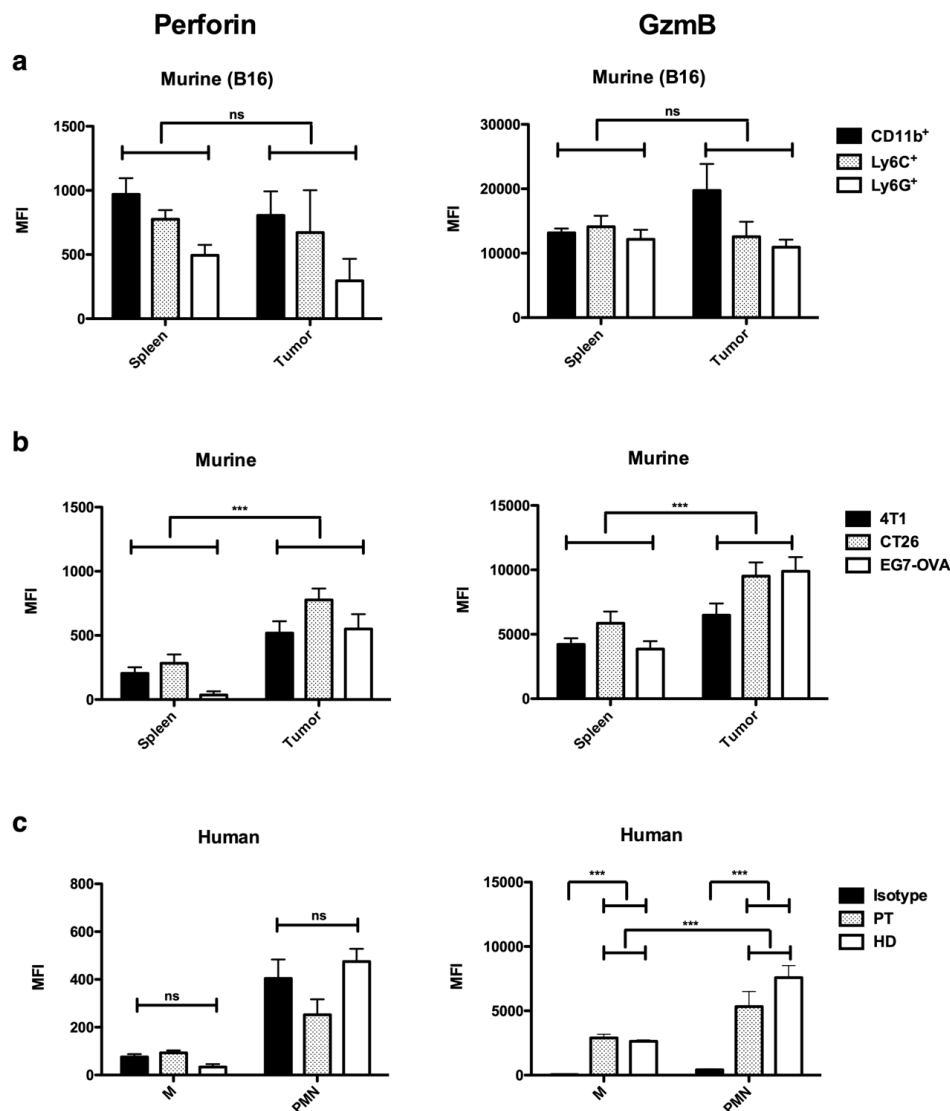 Perforin
GzmB
a
Murine (B16)
ns
1500
1000
500
0
MFI
Spleen
Tumor
Murine (B16)
ns
30000
20000
10000
0
MFI
Spleen
Tumor
CD11b⁺
Ly6C⁺
Ly6G⁺
b
Murine
***
1500
1000
500
0
MFI
Spleen
Tumor
Murine
***
15000
10000
5000
0
MFI
Spleen
Tumor
4T1
CT26
EG7-OVA
c
Human
ns
ns
800
600
400
200
0
MFI
M
PMN
Human
***
***
***
15000
10000
5000
0
MFI
M
PMN
Isotype
PT
HD